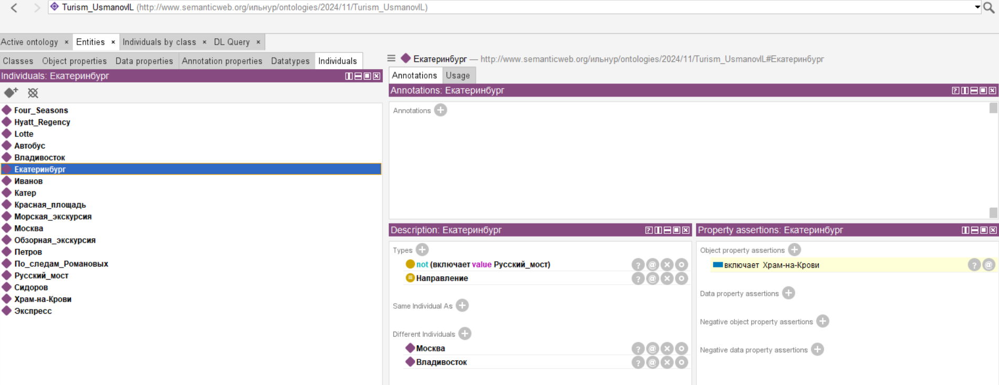 Turism_UsmanovIL (http://www.semanticweb.org/ильнур/ontologies/2024/11/Turism_UsmanovIL)
Active ontology × Entities × Individuals by class × DL Query ×
Classes Object properties Data properties Annotation properties Datatypes Individuals
Individuals: Екатеринбург
Four_Seasons
Hyatt_Regency
Lotte
Автобус
Владивосток
Екатеринбург
Иванов
Катер
Красная_площадь
Морская_экскурсия
Москва
Обзорная_экскурсия
Петров
По_следам_Романовых
Русский_мост
Сидоров
Храм-на-Крови
Экспресс
Екатеринбург — http://www.semanticweb.org/ильнур/ontologies/2024/11/Turism_UsmanovIL#Екатеринбург
Annotations Usage
Annotations: Екатеринбург
Annotations
Description: Екатеринбург
Types
not (включает value Русский_мост)
Направление
Same Individual As
Different Individuals
Москва
Владивосток
Property assertions: Екатеринбург
Object property assertions
включает Храм-на-Крови
Data property assertions
Negative object property assertions
Negative data property assertions